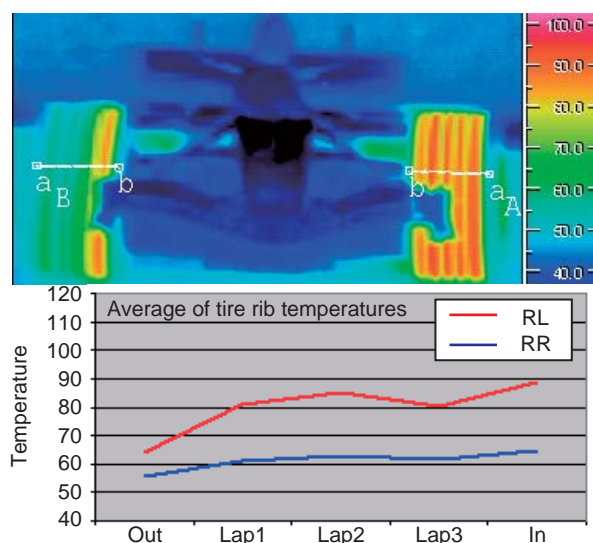 100.0
90.0
80.0
70.0
60.0
50.0
40.0
a B b
b a A
Average of tire rib temperatures
RL
RR
Temperature
120
110
100
90
80
70
60
50
40
Out Lap1 Lap2 Lap3 In